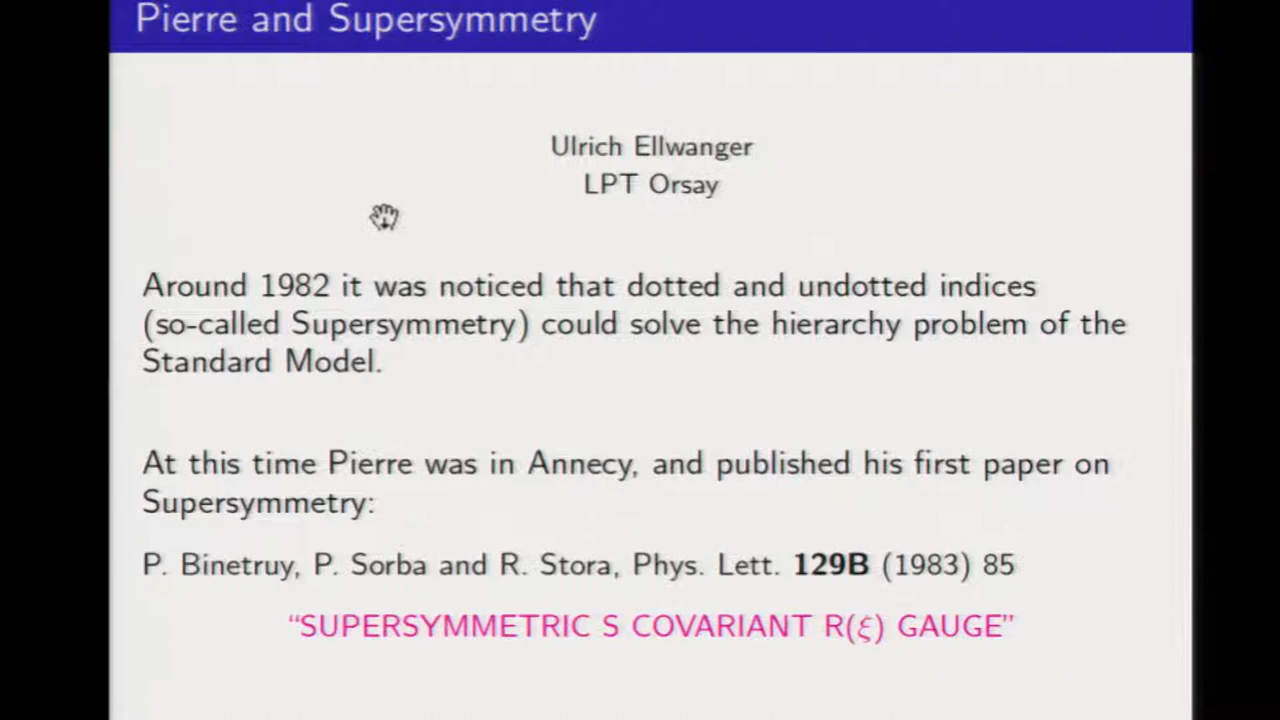 Pierre and Supersymmetry
Ulrich Ellwanger
LPT Orsay
Around 1982 it was noticed that dotted and undotted indices
(so-called Supersymmetry) could solve the hierarchy problem of the
Standard Model.
At this time Pierre was in Annecy, and published his first paper on
Supersymmetry:
P. Binetruy, P. Sorba and R. Stora, Phys. Lett. 129B (1983) 85
“SUPERSYMMETRIC S COVARIANT R(ξ) GAUGE”